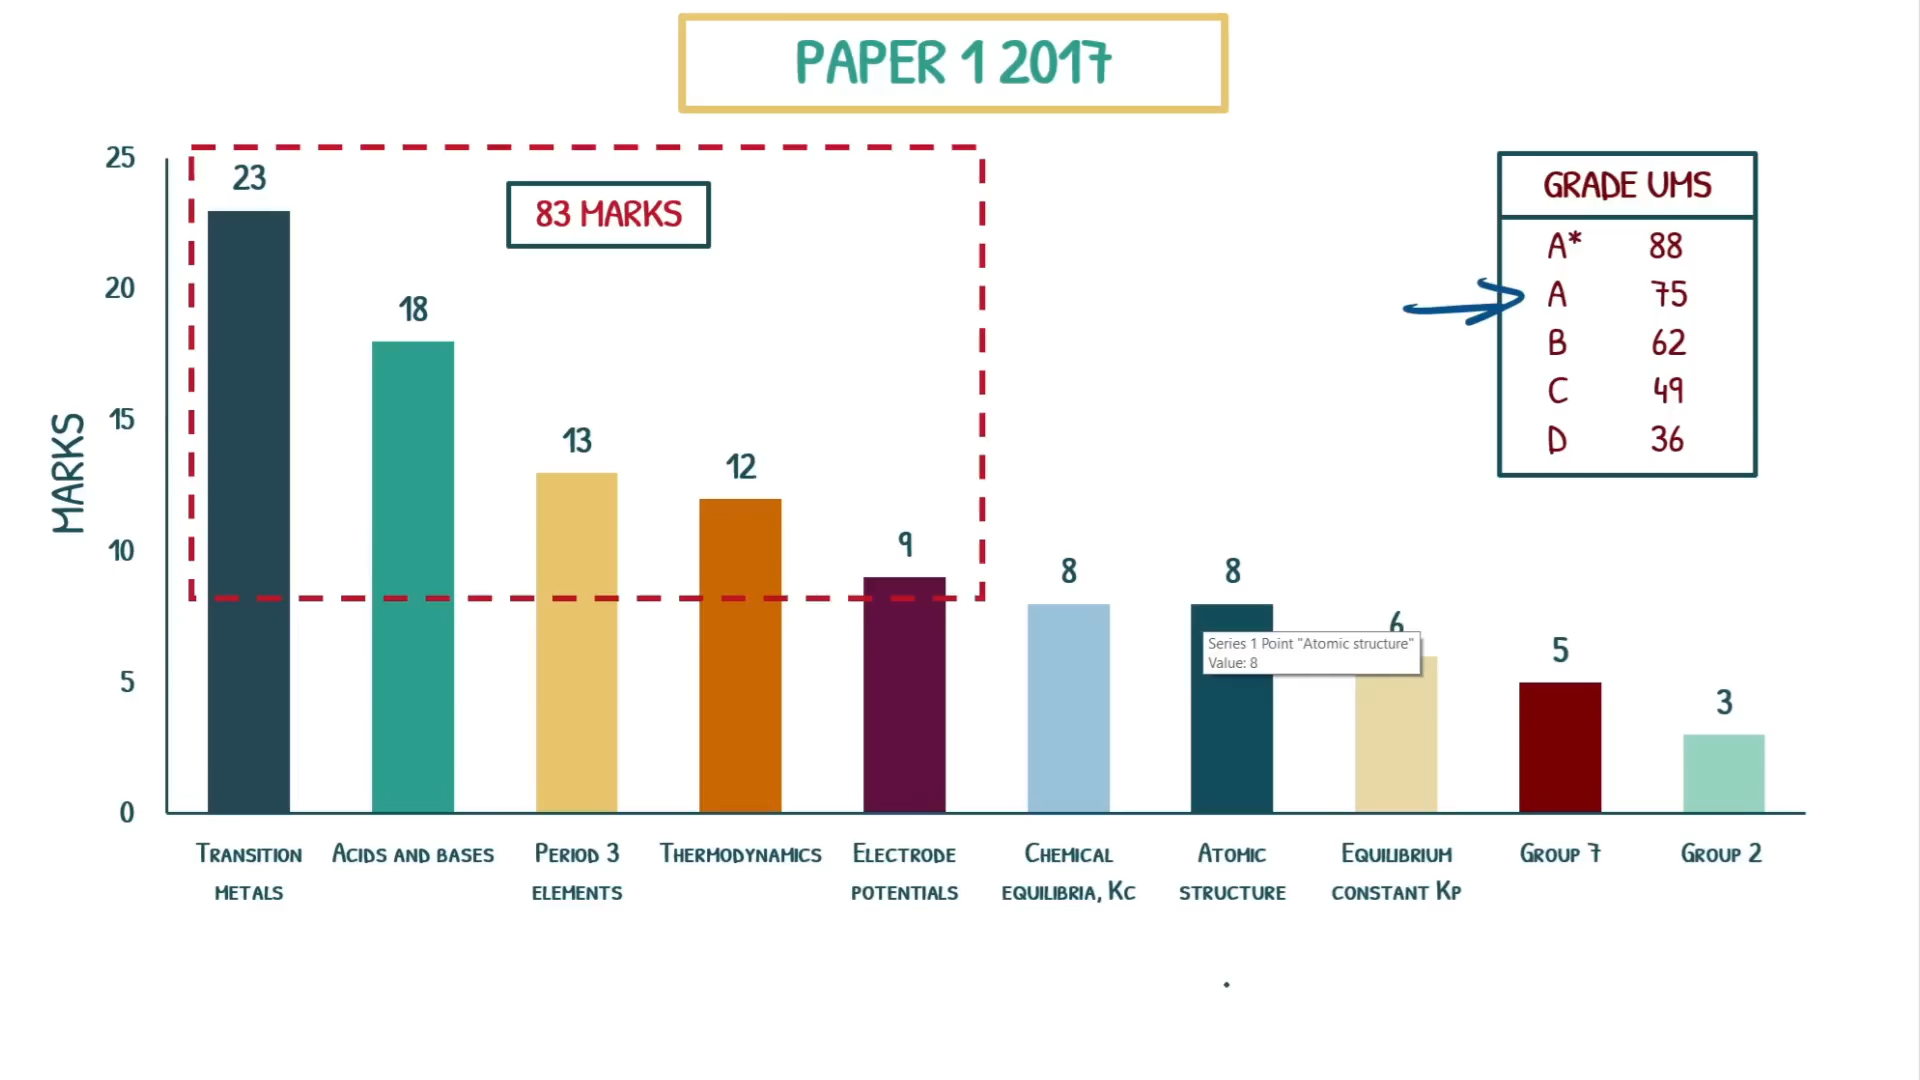 PAPER 1 2017
25
20
15
10
5
0
MARKS
23
18
13
12
9
8
8
6
5
3
83 MARKS
GRADE UMS
A* 88
A 75
B 62
C 49
D 36
Series 1 Point "Atomic structure"
Value: 8
TRANSITION
METALS
ACIDS AND BASES
PERIOD 3
ELEMENTS
THERMODYNAMICS
ELECTRODE
POTENTIALS
CHEMICAL
EQUILIBRIA, KC
ATOMIC
STRUCTURE
EQUILIBRIUM
CONSTANT KP
GROUP 7
GROUP 2